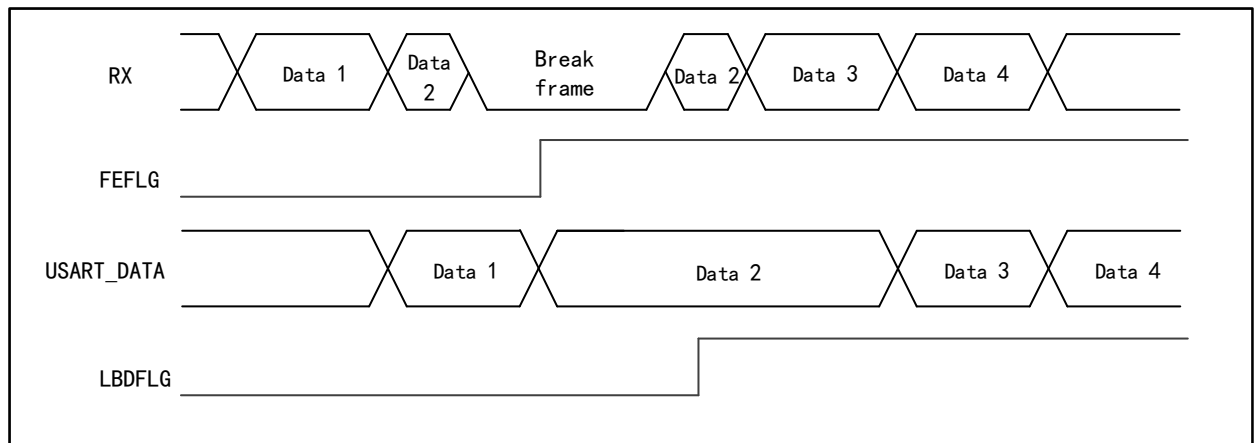 RX
Data 1
Data
2
Break
frame
Data 2
Data 3
Data 4
FEFLG
USART_DATA
Data 1
Data 2
Data 3
Data 4
LBDFLG